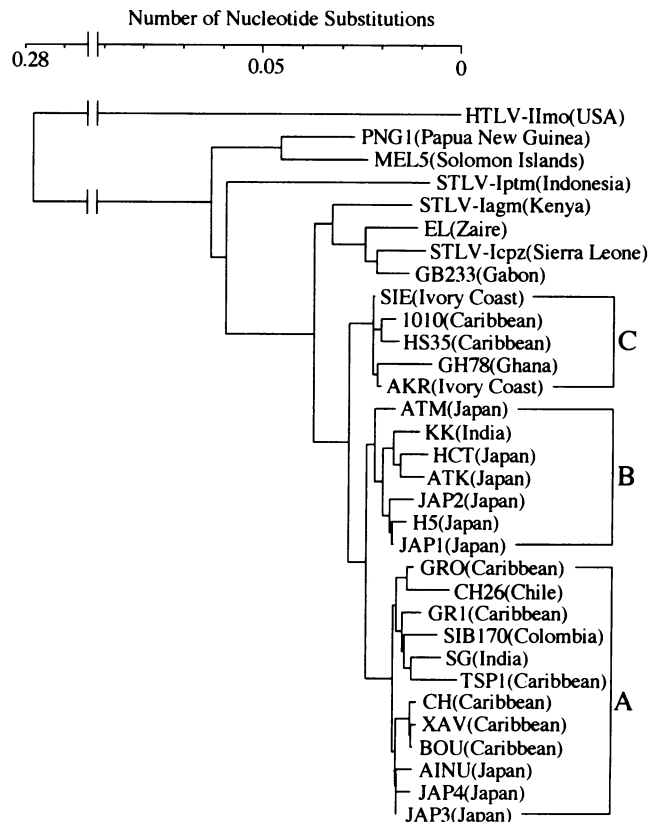 Number of Nucleotide Substitutions
0.28 0.05 0
HTLV-IImo(USA)
PNG1(Papua New Guinea)
MEL5(Solomon Islands)
STLV-Iptm(Indonesia)
STLV-Iagm(Kenya)
EL(Zaire)
STLV-Icpz(Sierra Leone)
GB233(Gabon)
SIE(Ivory Coast)
1010(Caribbean)
HS35(Caribbean)
C
GH78(Ghana)
AKR(Ivory Coast)
ATM(Japan)
KK(India)
HCT(Japan)
ATK(Japan)
B
JAP2(Japan)
H5(Japan)
JAP1(Japan)
GRO(Caribbean)
CH26(Chile)
GR1(Caribbean)
SIB170(Colombia)
SG(India)
TSP1(Caribbean)
CH(Caribbean)
A
XAV(Caribbean)
BOU(Caribbean)
AINU(Japan)
JAP4(Japan)
JAP3(Japan)